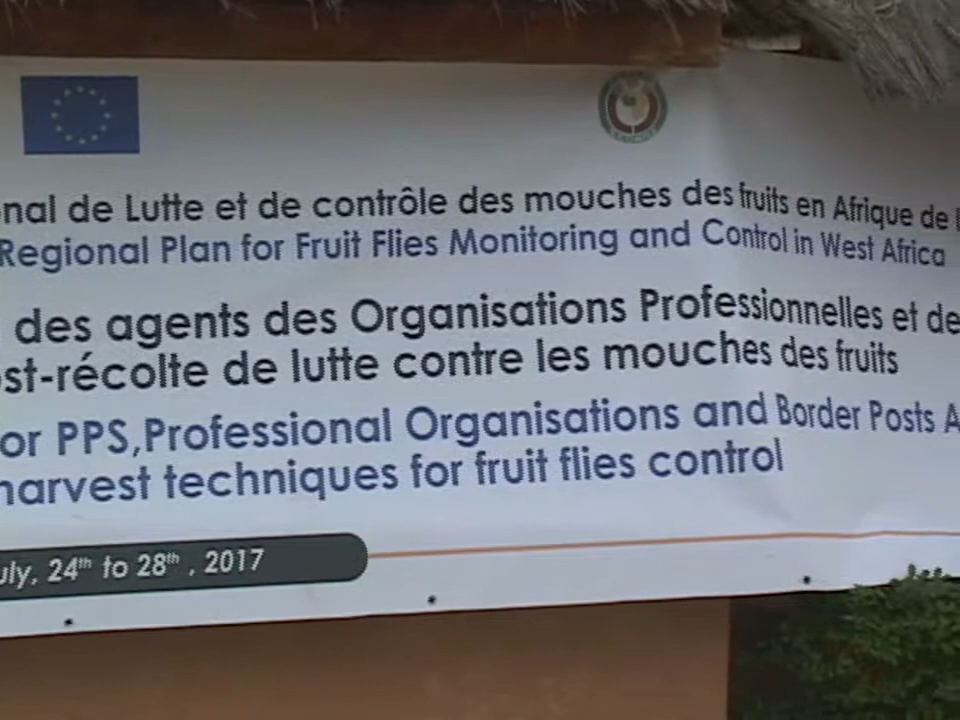 nal de Lutte et de contrôle des mouches des fruits en Afrique de l
Regional Plan for Fruit Flies Monitoring and Control in West Africa
des agents des Organisations Professionnelles et de
st-récolte de lutte contre les mouches des fruits
or PPS, Professional Organisations and Border Posts A
harvest techniques for fruit flies control
uly, 24th to 28th , 2017